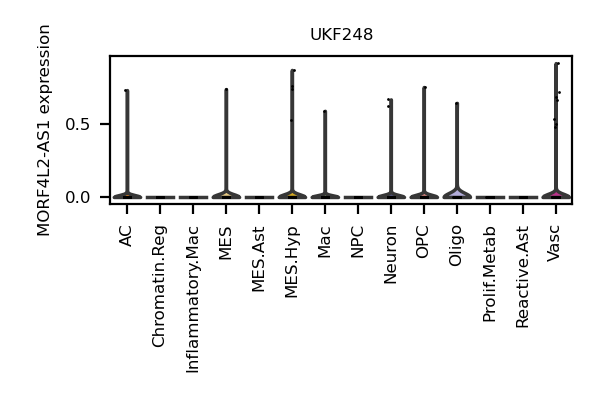 UKF248
MORF4L2-AS1 expression
0.5
0.0
AC
Chromatin.Reg
Inflammatory.Mac
MES
MES.Ast
MES.Hyp
Mac
NPC
Neuron
OPC
Oligo
Prolif.Metab
Reactive.Ast
Vasc